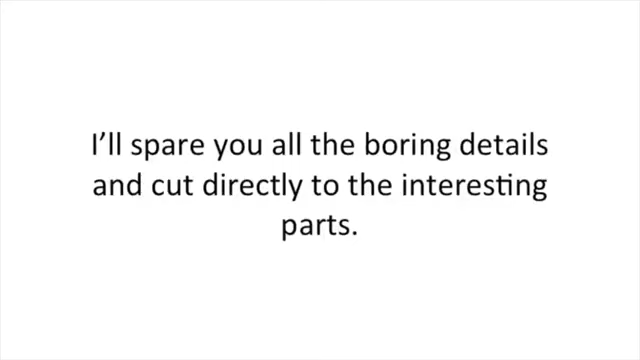 I’ll spare you all the boring details
and cut directly to the interesting
parts.